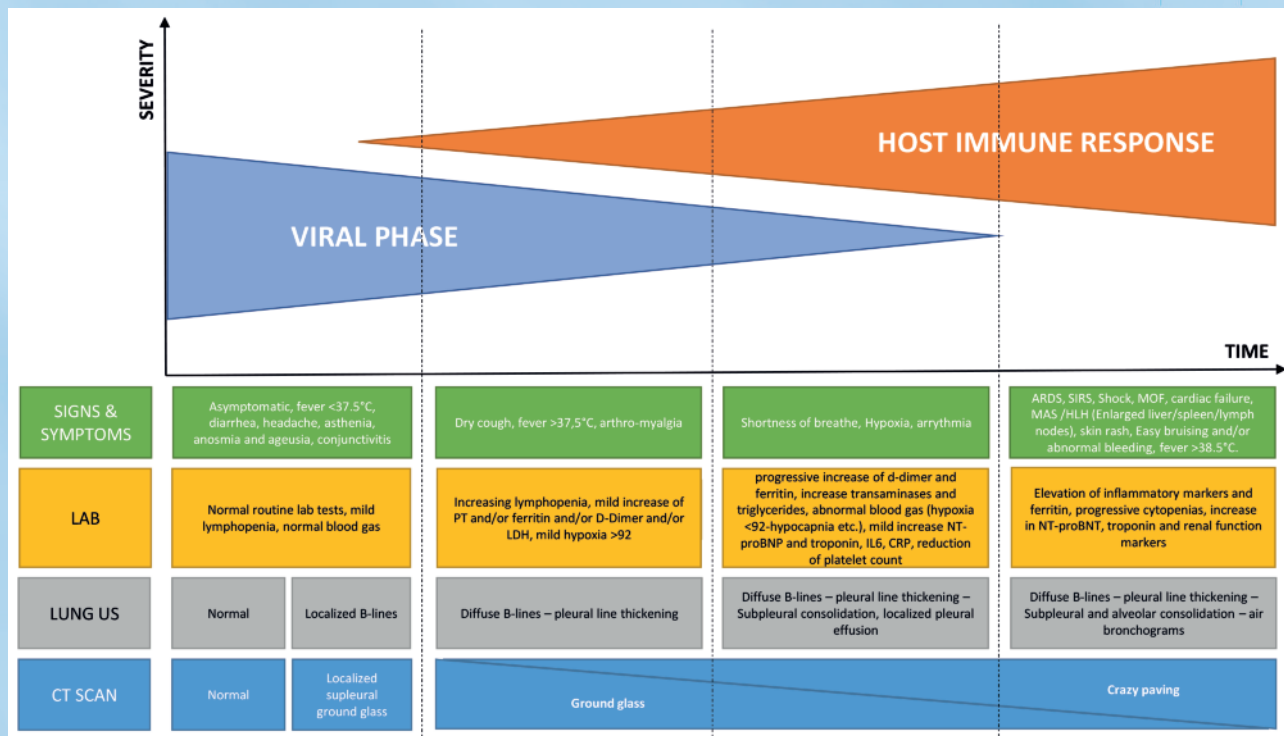 SEVERITY
HOST IMMUNE RESPONSE
VIRAL PHASE
TIME
SIGNS &
SYMPTOMS
Asymptomatic, fever <37.5°C,
diarrhea, headache, asthenia,
anosmia and ageusia, conjunctivitis
Dry cough, fever >37,5°C, arthro-myalgia
Shortness of breathe, Hypoxia, arrythmia
ARDS, SIRS, Shock, MOF, cardiac failure,
MAS /HLH (Enlarged liver/spleen/lymph
nodes), skin rash, Easy bruising and/or
abnormal bleeding, fever >38.5°C.
LAB
Normal routine lab tests, mild
lymphopenia, normal blood gas
Increasing lymphopenia, mild increase of
PT and/or ferritin and/or D-Dimer and/or
LDH, mild hypoxia >92
progressive increase of d-dimer and
ferritin, increase transaminases and
triglycerides, abnormal blood gas (hypoxia
<92-hypocapnia etc.), mild increase NT-
proBNP and troponin, IL6, CRP, reduction
of platelet count
Elevation of inflammatory markers and
ferritin, progressive cytopenias, increase
in NT-proBNT, troponin and renal function
markers
LUNG US
Normal
Localized B-lines
Diffuse B-lines – pleural line thickening
Diffuse B-lines – pleural line thickening –
Subpleural consolidation, localized pleural
effusion
Diffuse B-lines – pleural line thickening –
Subpleural and alveolar consolidation – air
bronchograms
CT SCAN
Normal
Localized
supleural
ground glass
Ground glass
Crazy paving